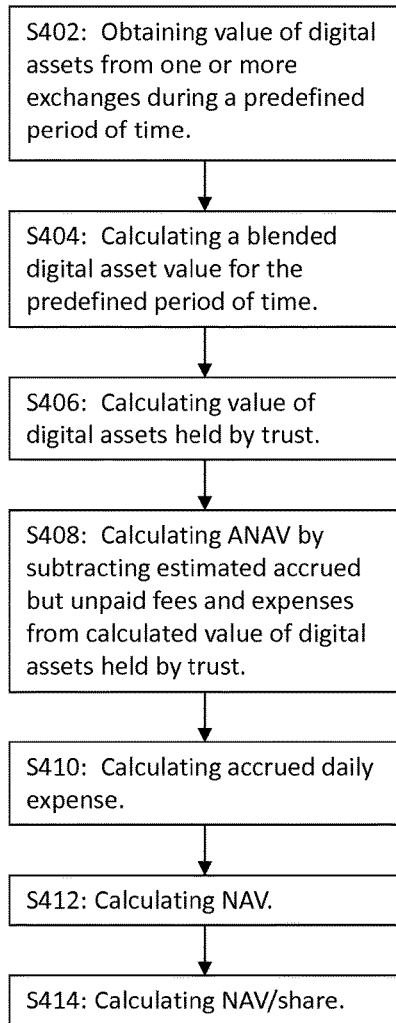 S402: Obtaining value of digital
assets from one or more
exchanges during a predefined
period of time.
S404: Calculating a blended
digital asset value for the
predefined period of time.
S406: Calculating value of
digital assets held by trust.
S408: Calculating ANAV by
subtracting estimated accrued
but unpaid fees and expenses
from calculated value of digital
assets held by trust.
S410: Calculating accrued daily
expense.
S412: Calculating NAV.
S414: Calculating NAV/share.